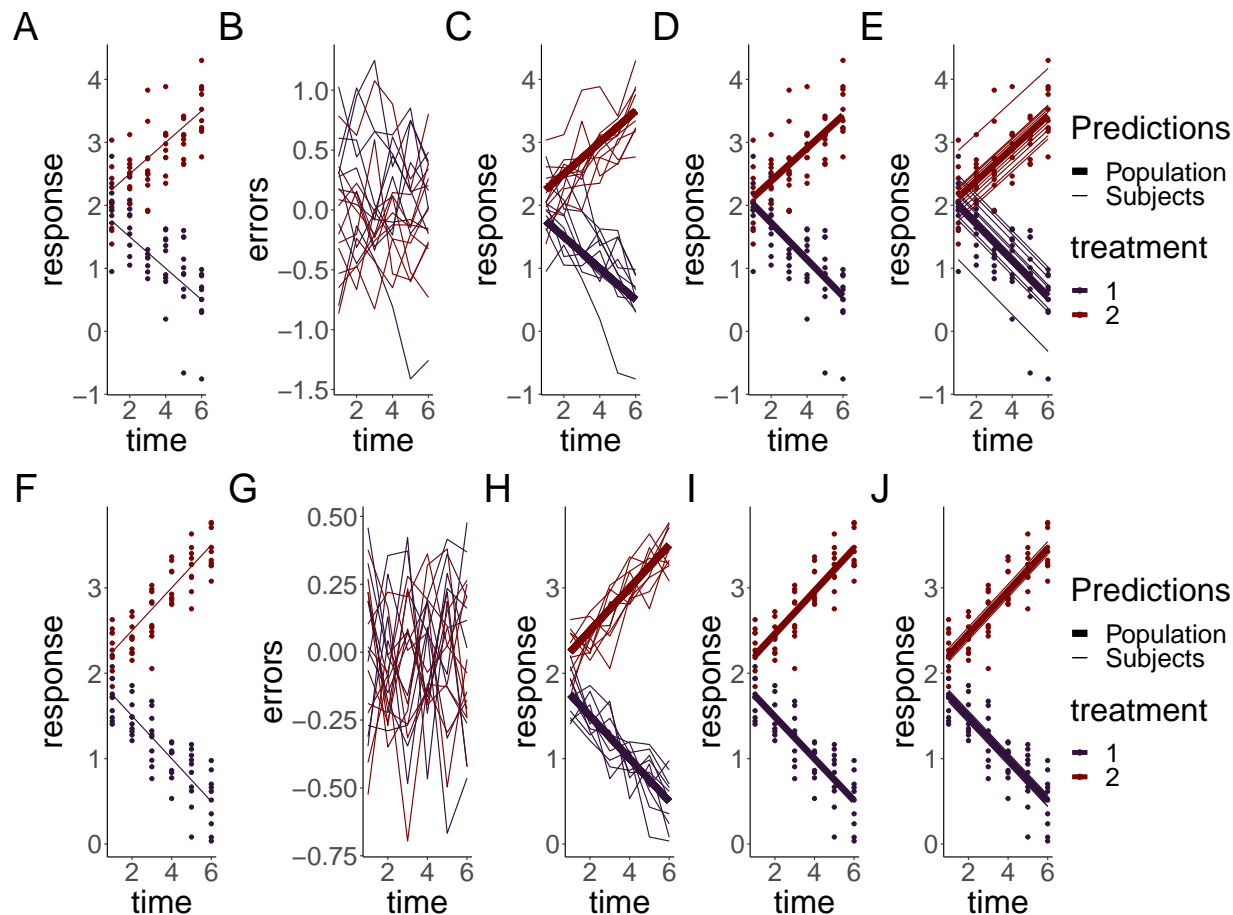 A
response
4
3
2
1
0
−1
2 4 6
time
B
errors
1.0
0.5
0.0
−0.5
−1.0
−1.5
2 4 6
time
C
response
4
3
2
1
0
−1
2 4 6
time
D
response
4
3
2
1
0
−1
2 4 6
time
E
response
4
3
2
1
0
−1
2 4 6
time
Predictions
Population
Subjects
treatment
1
2
F
response
3
2
1
0
2 4 6
time
G
errors
0.50
0.25
0.00
−0.25
−0.50
−0.75
2 4 6
time
H
response
3
2
1
0
2 4 6
time
I
response
3
2
1
0
2 4 6
time
J
response
3
2
1
0
2 4 6
time
Predictions
Population
Subjects
treatment
1
2